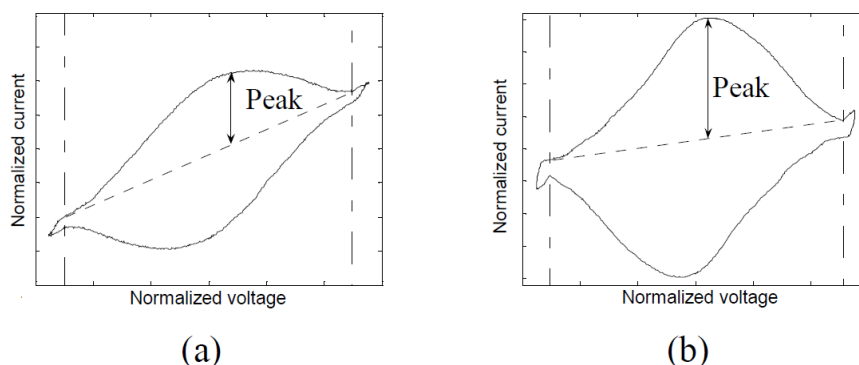 Normalized current
Peak
Normalized voltage
(a)
Normalized current
Peak
Normalized voltage
(b)